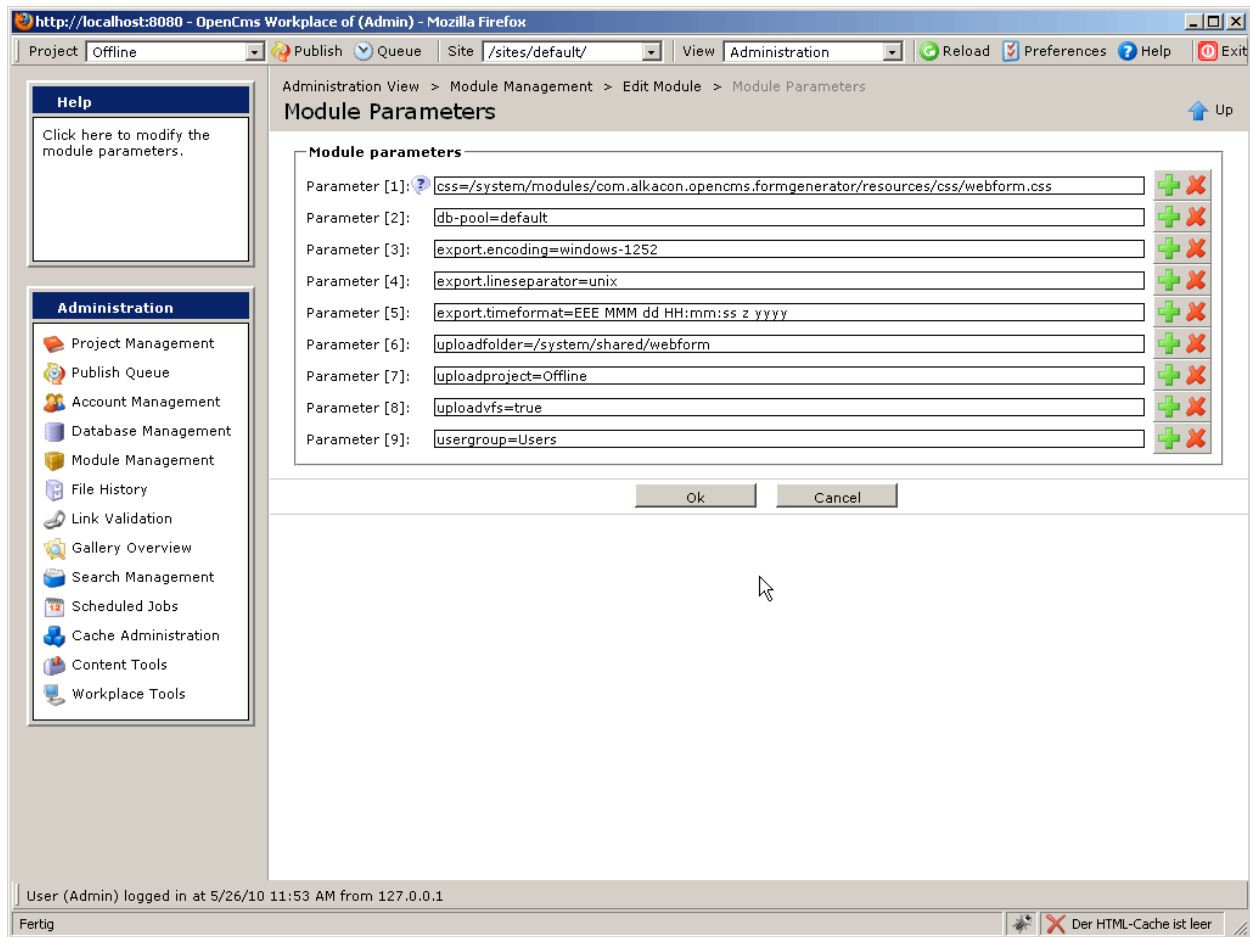 http://localhost:8080 - OpenCms Workplace of (Admin) - Mozilla Firefox
Project Offline Publish Queue Site /sites/default/ View Administration Reload Preferences Help Exit
Help
Click here to modify the
module parameters.
Administration
Project Management
Publish Queue
Account Management
Database Management
Module Management
File History
Link Validation
Gallery Overview
Search Management
12
Scheduled Jobs
Cache Administration
Content Tools
Workplace Tools
Administration View > Module Management > Edit Module > Module Parameters
Module Parameters
Up
Module parameters
Parameter [1]: css=/system/modules/com.alkacon.opencms.formgenerator/resources/css/webform.css
Parameter [2]: db-pool=default
Parameter [3]: export.encoding=windows-1252
Parameter [4]: export.lineseparator=unix
Parameter [5]: export.timeformat=EEE MMM dd HH:mm:ss z yyyy
Parameter [6]: uploadfolder=/system/shared/webform
Parameter [7]: uploadproject=Offline
Parameter [8]: uploadvfs=true
Parameter [9]: usergroup=Users
Ok Cancel
User (Admin) logged in at 5/26/10 11:53 AM from 127.0.0.1
Fertig Der HTML-Cache ist leer